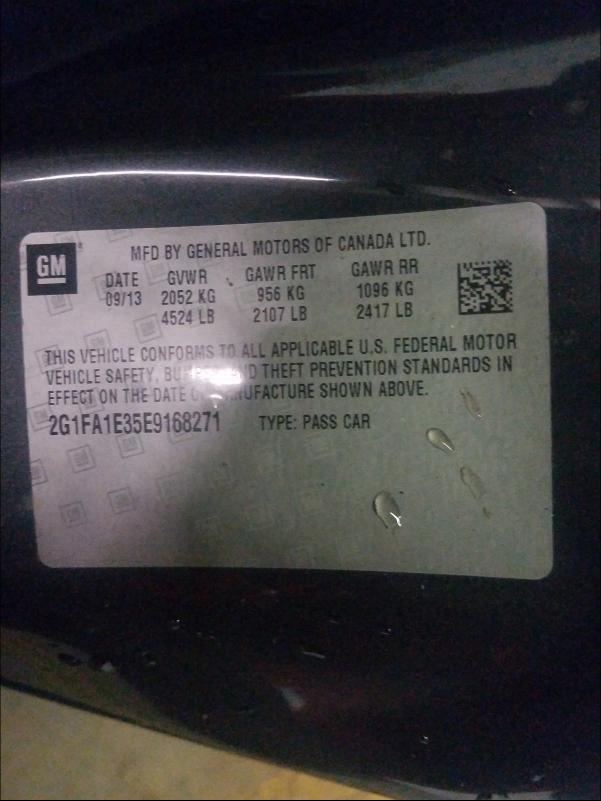 GM
MFD BY GENERAL MOTORS OF CANADA LTD.
DATE GVWR GAWR FRT GAWR RR
09/13 2052 KG 956 KG 1096 KG
4524 LB 2107 LB 2417 LB
THIS VEHICLE CONFORMS TO ALL APPLICABLE U.S. FEDERAL MOTOR
VEHICLE SAFETY, AND THEFT PREVENTION STANDARDS IN
EFFECT ON THE DATE OF MANUFACTURE SHOWN ABOVE.
2G1FA1E35E9168271 TYPE: PASS CAR